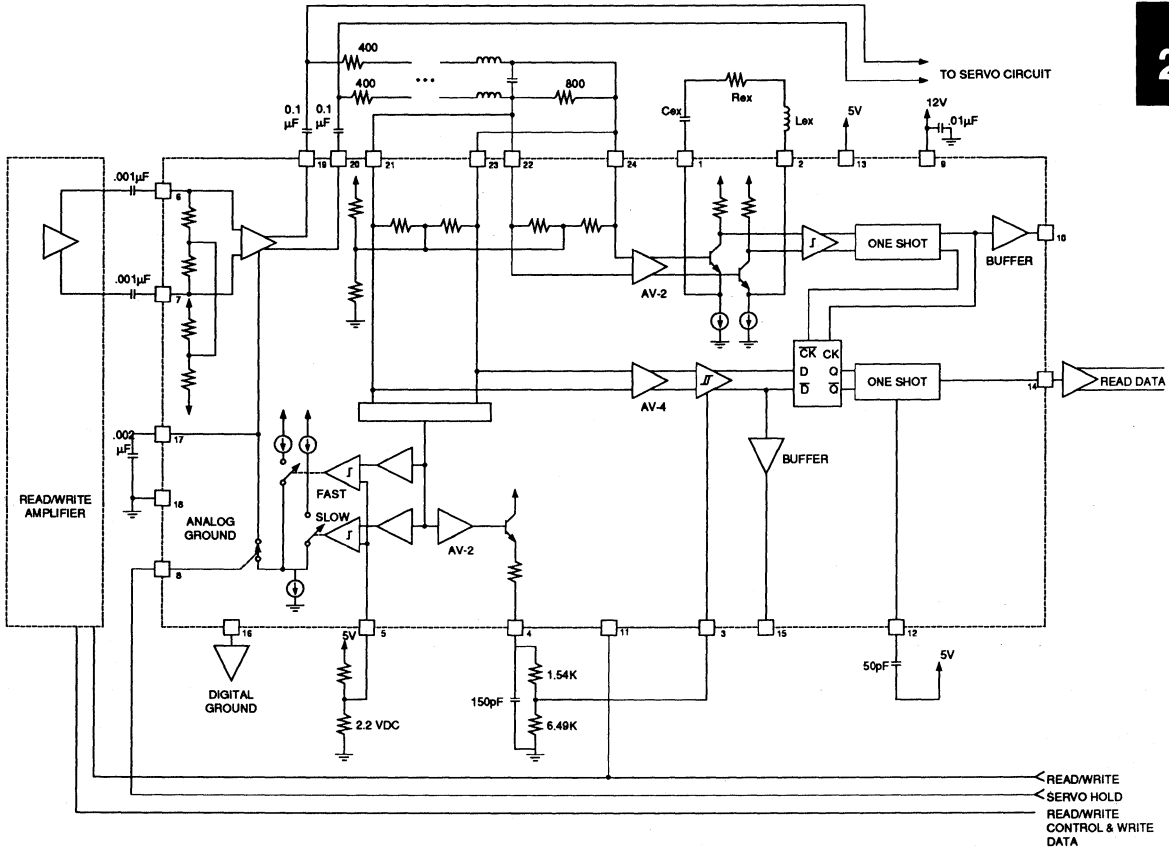 2
400
400
...
800
TO SERVO CIRCUIT
0.1
µF
0.1
µF
Cex
Rex
Lex
5V
12V
.01µF
19
20
21
23
22
24
1
2
13
9
.001µF
6
.001µF
7
AV-2
ONE SHOT
BUFFER
10
CK CK
D Q
D Q
AV-4
ONE SHOT
14
READ DATA
BUFFER
.002
µF
17
18
READ/WRITE
AMPLIFIER
ANALOG
GROUND
FAST
SLOW
AV-2
8
16
5
4
11
3
15
12
DIGITAL
GROUND
5V
2.2 VDC
150pF
1.54K
6.49K
50pF
5V
READ/WRITE
SERVO HOLD
READ/WRITE
CONTROL & WRITE
DATA